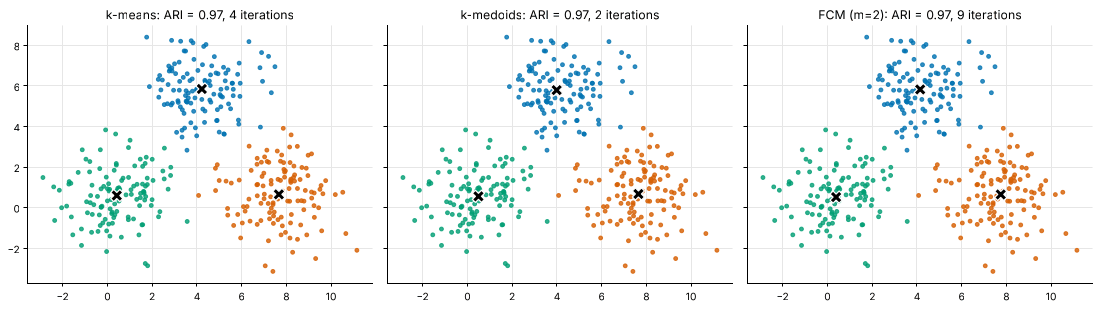 k-means: ARI = 0.97, 4 iterations
k-medoids: ARI = 0.97, 2 iterations
FCM (m=2): ARI = 0.97, 9 iterations
8
6
4
2
0
−2
−2 0 2 4 6 8 10
−2 0 2 4 6 8 10
−2 0 2 4 6 8 10